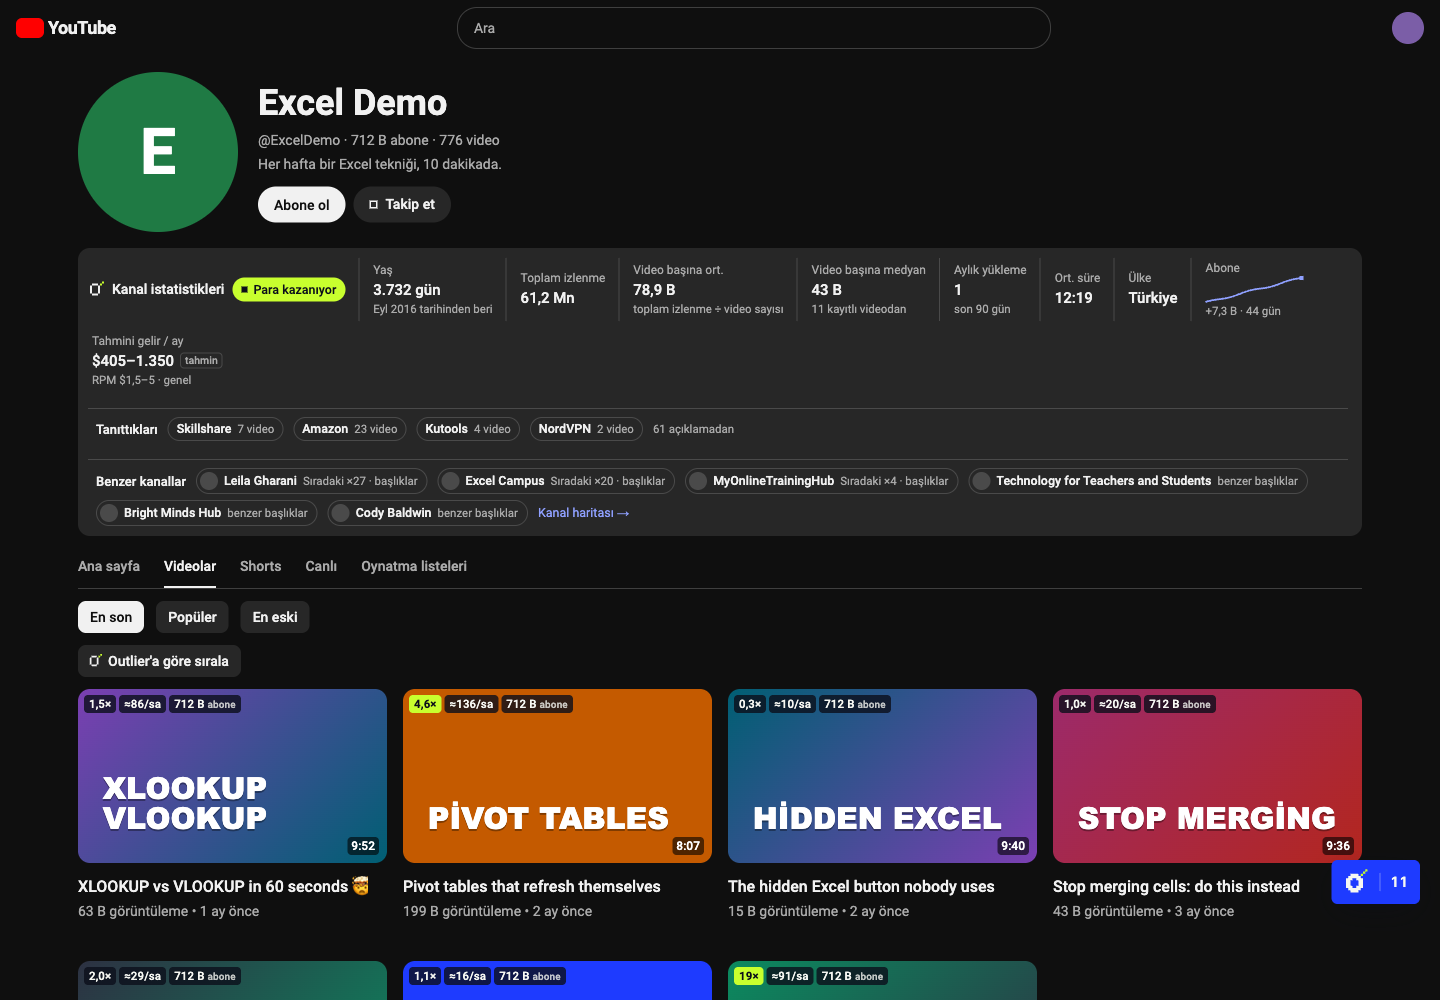 YouTube
Ara
E
Excel Demo
@ExcelDemo · 712 B abone · 776 video
Her hafta bir Excel tekniği, 10 dakikada.
Abone ol
Takip et
Kanal istatistikleri
Para kazanıyor
Yaş
3.732 gün
Eyl 2016 tarihinden beri
Toplam izlenme
61,2 Mn
Video başına ort.
78,9 B
toplam izlenme ÷ video sayısı
Video başına medyan
43 B
11 kayıtlı videodan
Aylık yükleme
1
son 90 gün
Ort. süre
12:19
Ülke
Türkiye
Abone
+7,3 B · 44 gün
Tahmini gelir / ay
$405–1.350 tahmin
RPM $1,5–5 · genel
Tanıttıkları Skillshare 7 video Amazon 23 video Kutools 4 video NordVPN 2 video 61 açıklamadan
Benzer kanallar Leila Gharani Sıradaki ×27 · başlıklar Excel Campus Sıradaki ×20 · başlıklar MyOnlineTrainingHub Sıradaki ×4 · başlıklar Technology for Teachers and Students benzer başlıklar
Bright Minds Hub benzer başlıklar Cody Baldwin benzer başlıklar Kanal haritası →
Ana sayfa Videolar Shorts Canlı Oynatma listeleri
En son Popüler En eski
Outlier'a göre sırala
1,5× ≈86/sa 712 B abone
XLOOKUP
VLOOKUP
9:52
XLOOKUP vs VLOOKUP in 60 seconds 🤯
63 B görüntüleme • 1 ay önce
4,6× ≈136/sa 712 B abone
PİVOT TABLES
8:07
Pivot tables that refresh themselves
199 B görüntüleme • 2 ay önce
0,3× ≈10/sa 712 B abone
HİDDEN EXCEL
9:40
The hidden Excel button nobody uses
15 B görüntüleme • 2 ay önce
1,0× ≈20/sa 712 B abone
STOP MERGİNG
9:36
Stop merging cells: do this instead
43 B görüntüleme • 3 ay önce
11
2,0× ≈29/sa 712 B abone
1,1× ≈16/sa 712 B abone
19× ≈91/sa 712 B abone